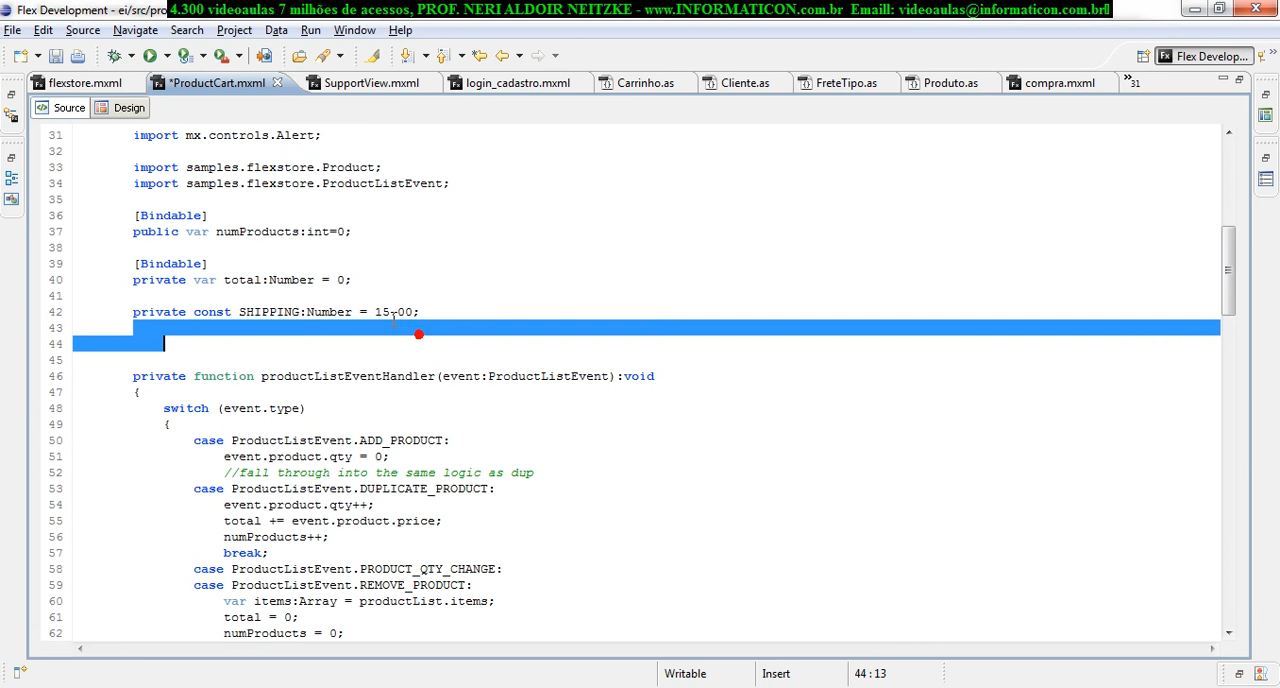 Flex Development - ei/src/pro 4.300 videoaulas 7 milhões de acessos, PROF. NERI ALDOIR NEITZKE - www.INFORMATICON.com.br Emaill: videoaulas@informaticon.com.brl
File Edit Source Navigate Search Project Data Run Window Help
Flex Develop...
flexstore.mxml *ProductCart.mxml SupportView.mxml login_cadastro.mxml Carrinho.as Cliente.as FreteTipo.as Produto.as compra.mxml »31
Source Design
31 import mx.controls.Alert;
32
33 import samples.flexstore.Product;
34 import samples.flexstore.ProductListEvent;
35
36 [Bindable]
37 public var numProducts:int=0;
38
39 [Bindable]
40 private var total:Number = 0;
41
42 private const SHIPPING:Number = 15.00;
43
44
45
46 private function productListEventHandler(event:ProductListEvent):void
47 {
48 switch (event.type)
49 {
50 case ProductListEvent.ADD_PRODUCT:
51 event.product.qty = 0;
52 //fall through into the same logic as dup
53 case ProductListEvent.DUPLICATE_PRODUCT:
54 event.product.qty++;
55 total += event.product.price;
56 numProducts++;
57 break;
58 case ProductListEvent.PRODUCT_QTY_CHANGE:
59 case ProductListEvent.REMOVE_PRODUCT:
60 var items:Array = productList.items;
61 total = 0;
62 numProducts = 0;
Writable Insert 44 : 13